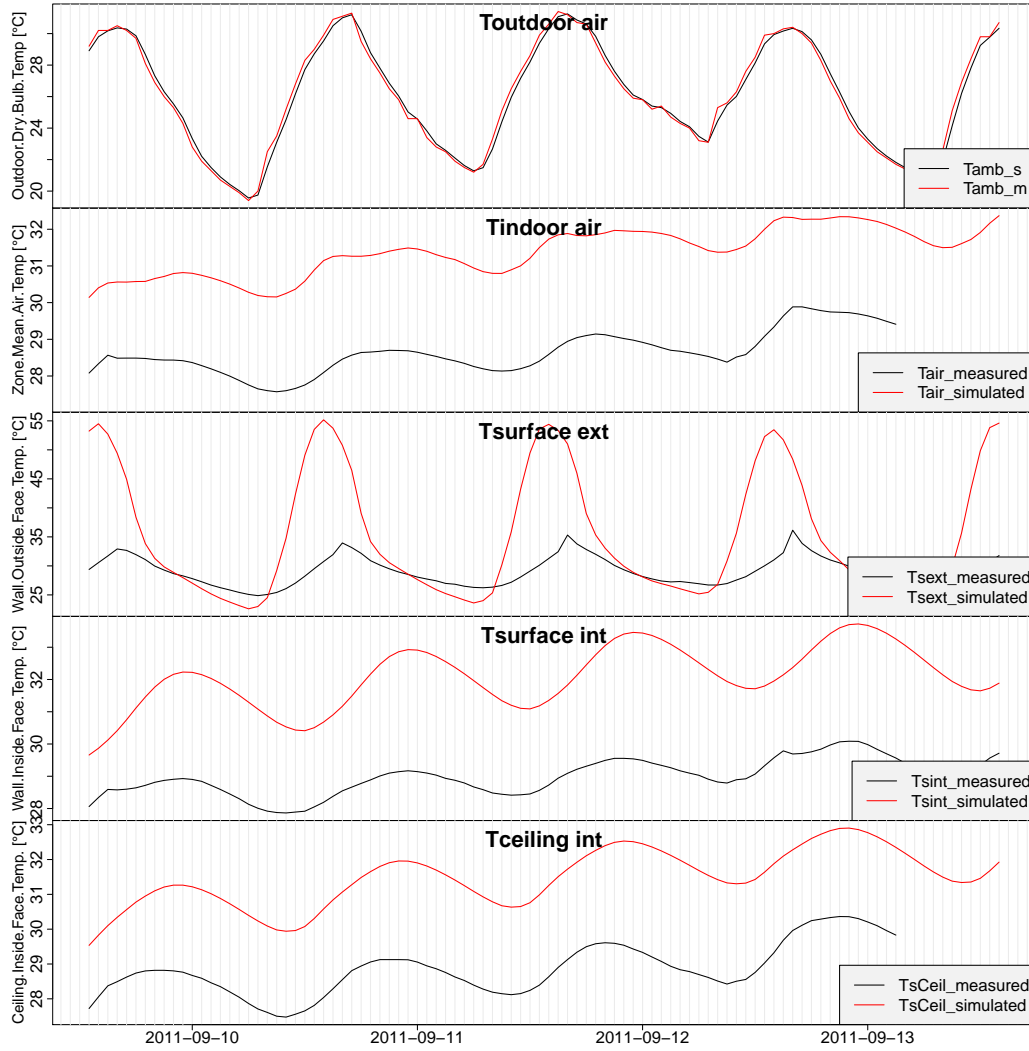 Toutdoor air
Outdoor.Dry.Bulb.Temp [°C]
28
24
20
Tamb_s
Tamb_m
Tindoor air
Zone.Mean.Air.Temp [°C]
32
31
30
29
28
Tair_measured
Tair_simulated
Tsurface ext
Wall.Outside.Face.Temp. [°C]
55
45
35
25
Tsext_measured
Tsext_simulated
Tsurface int
Wall.Inside.Face.Temp. [°C]
32
30
28
Tsint_measured
Tsint_simulated
Tceiling int
Ceiling.Inside.Face.Temp. [°C]
33
32
31
30
29
28
TsCeil_measured
TsCeil_simulated
2011−09−10 2011−09−11 2011−09−12 2011−09−13